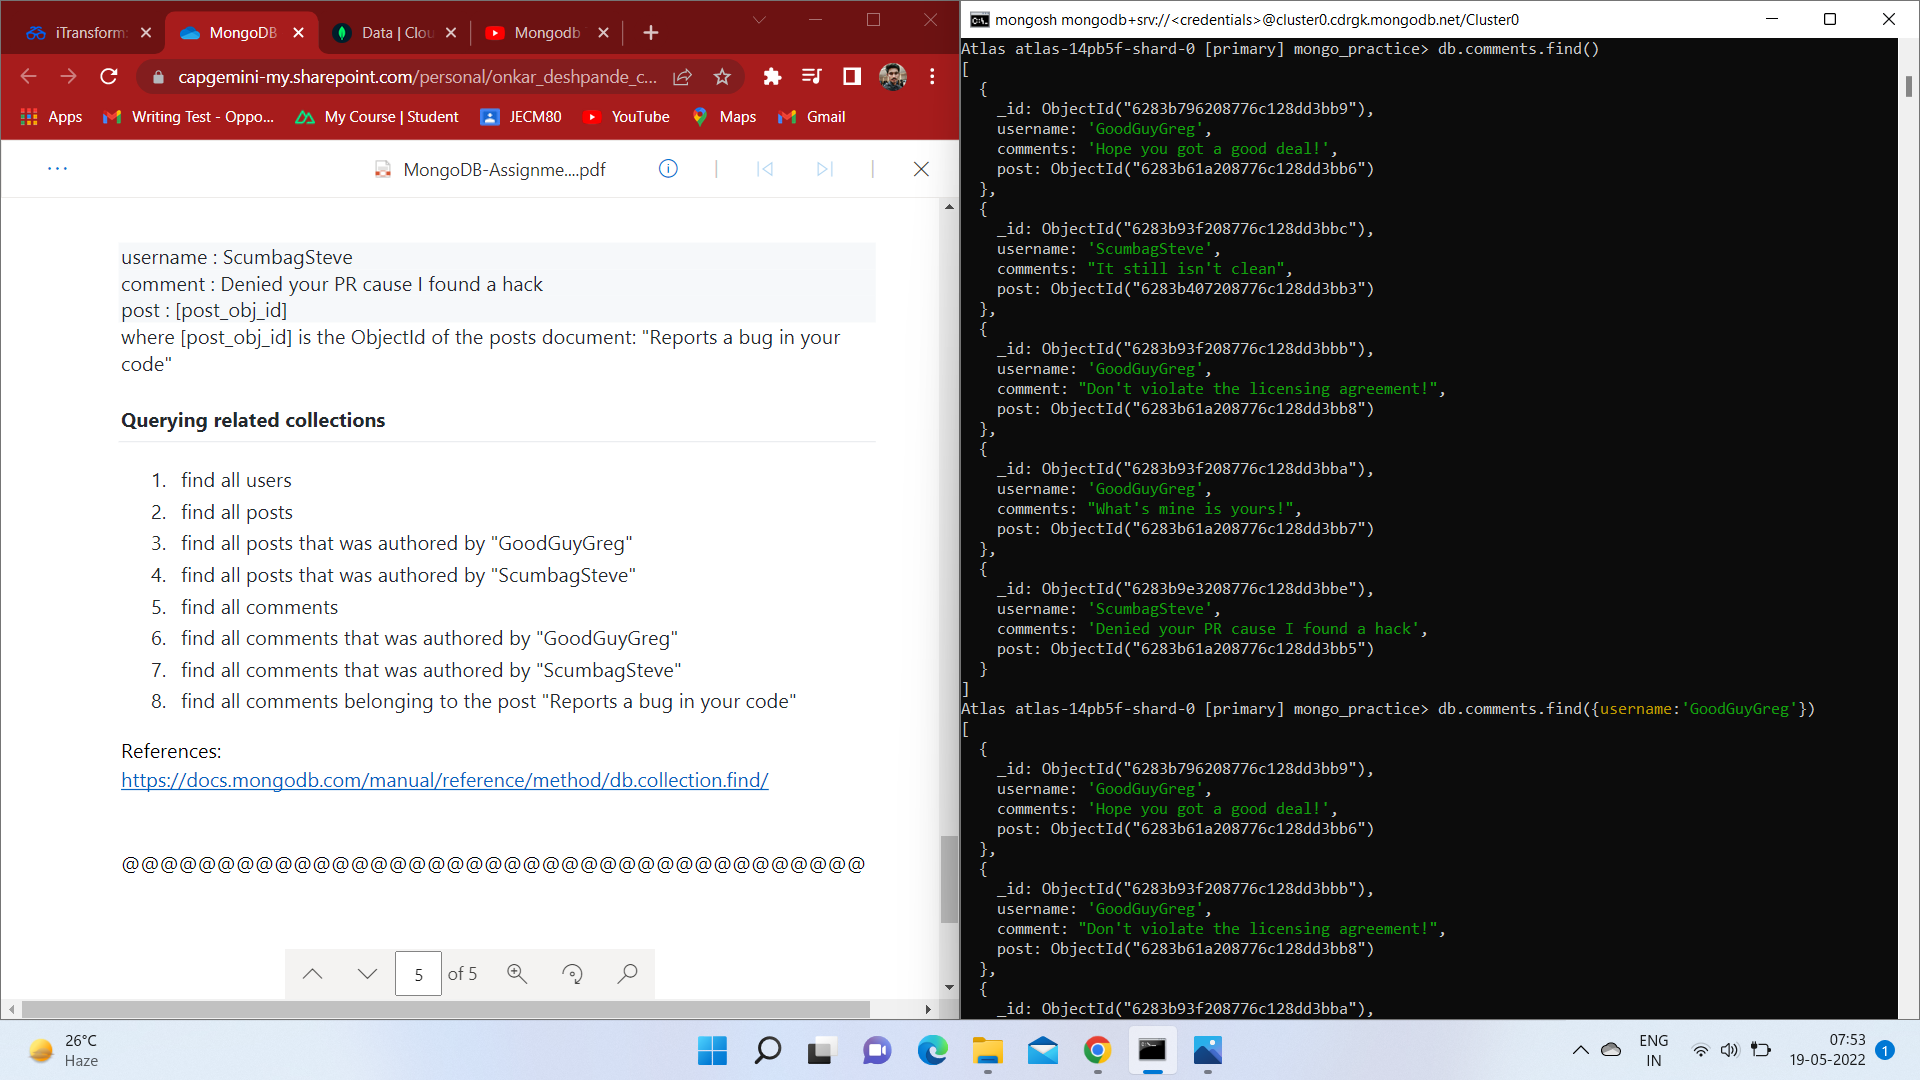 iTransform:
MongoDB
Data | Clou
Mongodb
capgemini-my.sharepoint.com/personal/onkar_deshpande_c...
Apps
Writing Test - Oppo...
My Course | Student
JECM80
YouTube
Maps
Gmail
MongoDB-Assignme....pdf
username : ScumbagSteve
comment : Denied your PR cause I found a hack
post : [post_obj_id]
where [post_obj_id] is the ObjectId of the posts document: "Reports a bug in your
code"
Querying related collections
1. find all users
2. find all posts
3. find all posts that was authored by "GoodGuyGreg"
4. find all posts that was authored by "ScumbagSteve"
5. find all comments
6. find all comments that was authored by "GoodGuyGreg"
7. find all comments that was authored by "ScumbagSteve"
8. find all comments belonging to the post "Reports a bug in your code"
References:
https://docs.mongodb.com/manual/reference/method/db.collection.find/
@@@@@@@@@@@@@@@@@@@@@@@@@@@@@@@@@@@@@@@
5 of 5
mongosh mongodb+srv://<credentials>@cluster0.cdrgk.mongodb.net/Cluster0
Atlas atlas-14pb5f-shard-0 [primary] mongo_practice> db.comments.find()
[
{
_id: ObjectId("6283b796208776c128dd3bb9"),
username: 'GoodGuyGreg',
comments: 'Hope you got a good deal!',
post: ObjectId("6283b61a208776c128dd3bb6")
},
{
_id: ObjectId("6283b93f208776c128dd3bbc"),
username: 'ScumbagSteve',
comments: "It still isn't clean",
post: ObjectId("6283b407208776c128dd3bb3")
},
{
_id: ObjectId("6283b93f208776c128dd3bbb"),
username: 'GoodGuyGreg',
comment: "Don't violate the licensing agreement!",
post: ObjectId("6283b61a208776c128dd3bb8")
},
{
_id: ObjectId("6283b93f208776c128dd3bba"),
username: 'GoodGuyGreg',
comments: "What's mine is yours!",
post: ObjectId("6283b61a208776c128dd3bb7")
},
{
_id: ObjectId("6283b9e3208776c128dd3bbe"),
username: 'ScumbagSteve',
comments: 'Denied your PR cause I found a hack',
post: ObjectId("6283b61a208776c128dd3bb5")
}
]
Atlas atlas-14pb5f-shard-0 [primary] mongo_practice> db.comments.find({username:'GoodGuyGreg'})
[
{
_id: ObjectId("6283b796208776c128dd3bb9"),
username: 'GoodGuyGreg',
comments: 'Hope you got a good deal!',
post: ObjectId("6283b61a208776c128dd3bb6")
},
{
_id: ObjectId("6283b93f208776c128dd3bbb"),
username: 'GoodGuyGreg',
comment: "Don't violate the licensing agreement!",
post: ObjectId("6283b61a208776c128dd3bb8")
},
{
_id: ObjectId("6283b93f208776c128dd3bba"),
26°C
Haze
ENG
IN
07:53
19-05-2022
1